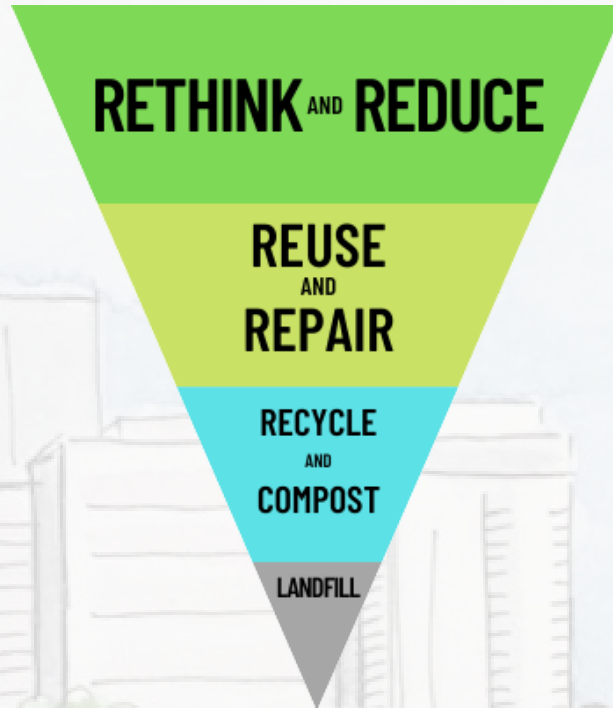 RETHINK AND REDUCE
REUSE
AND
REPAIR
RECYCLE
AND
COMPOST
LANDFILL